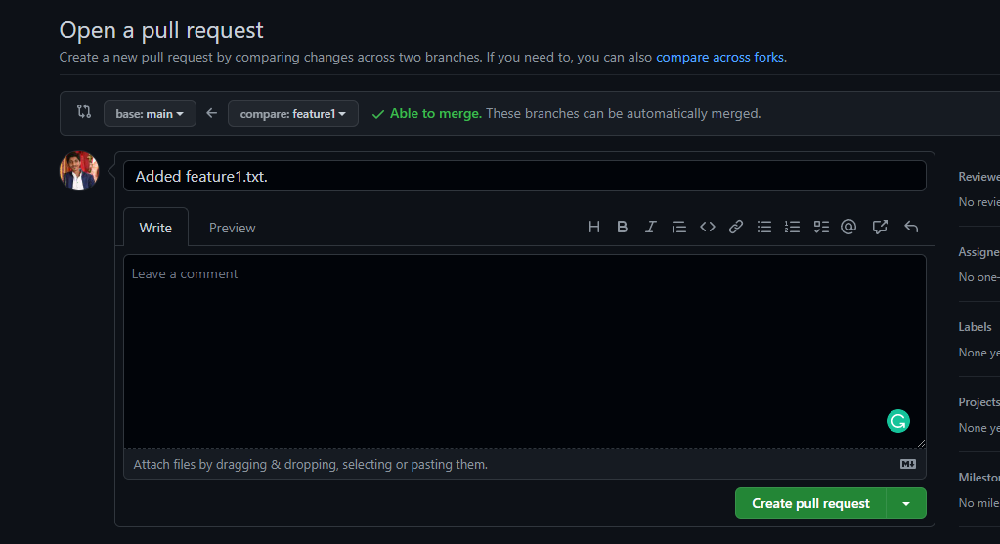 Open a pull request
Create a new pull request by comparing changes across two branches. If you need to, you can also compare across forks.
base: main
compare: feature1
Able to merge. These branches can be automatically merged.
Added feature1.txt.
Write
Preview
Leave a comment
Attach files by dragging & dropping, selecting or pasting them.
Create pull request
No
Assigne
No one-
Labels
None ye
Projects
None ye
No mile